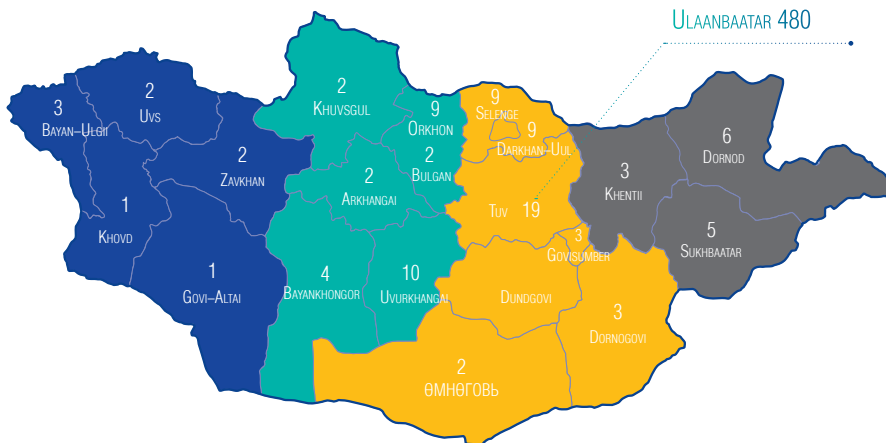 Ulaanbaatar 480
3
Bayan-Ulgii
2
Uvs
2
Khuvsgul
9
Orkhon
9
Selenge
9
Darkhan-Uul
2
Zavkhan
2
Arkhangai
2
Bulgan
3
Khentii
6
Dornod
1
Khovd
Tuv 19
3
Govisumber
5
Sukhbaatar
1
Govi-Altai
4
Bayankhongor
10
Uvurkhangai
Dundgovi
3
Dornogovi
2
ӨМНӨГОВЬ